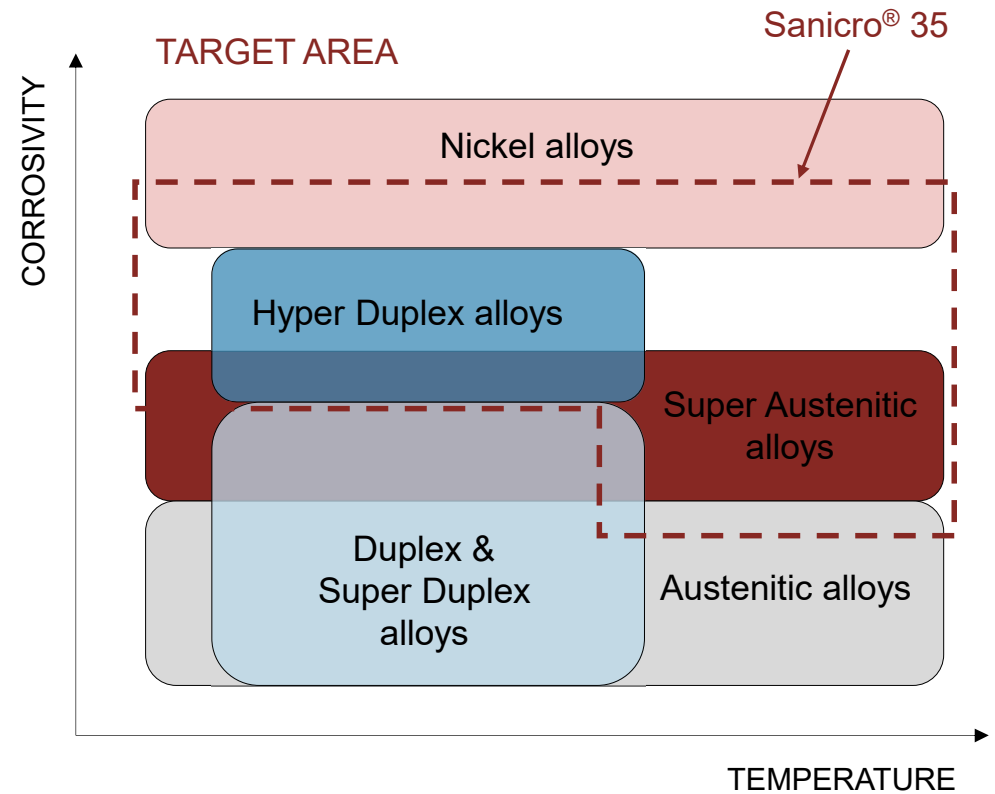 Sanicro® 35
TARGET AREA
CORROSIVITY
Nickel alloys
Hyper Duplex alloys
Super Austenitic
alloys
Duplex &
Super Duplex
alloys
Austenitic alloys
TEMPERATURE